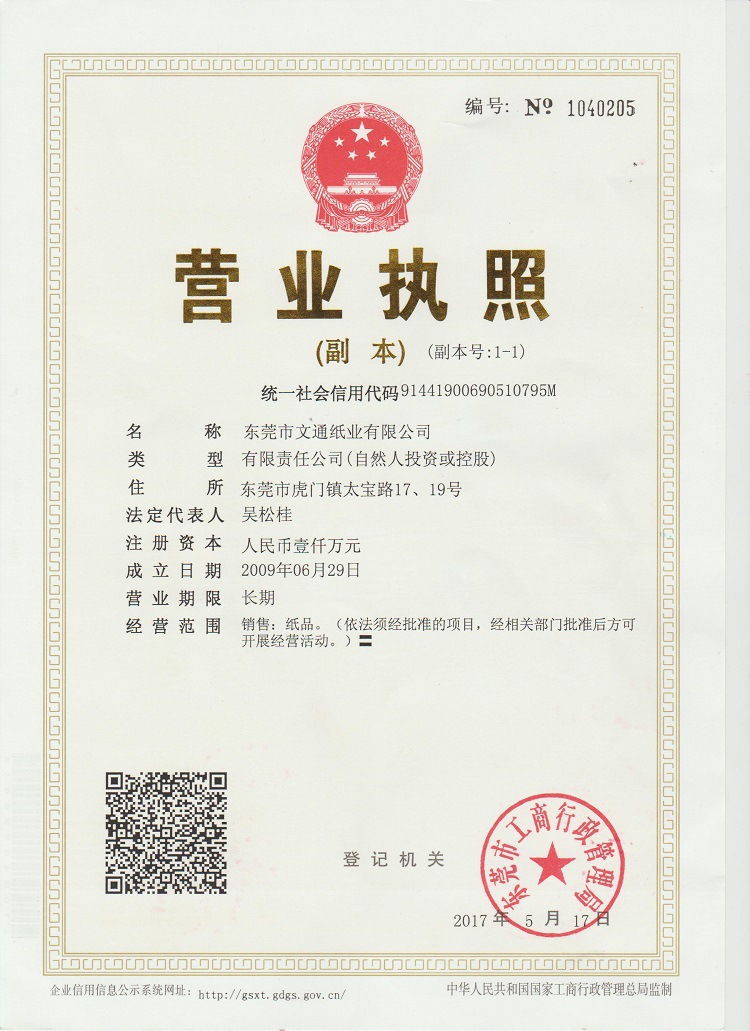 编号: № 1040205
营业执照
(副 本) (副本号:1-1)
统一社会信用代码91441900690510795M
名称 东莞市文通纸业有限公司
类型 有限责任公司(自然人投资或控股)
住所 东莞市虎门镇太宝路17、19号
法定代表人 吴松桂
注册资本 人民币壹仟万元
成立日期 2009年06月29日
营业期限 长期
经营范围 销售：纸品。（依法须经批准的项目，经相关部门批准后方可
开展经营活动。）〓
东莞市工商行政管理局
登记机关
2017 年 5 月 17 日
企业信用信息公示系统网址: http://gsxt.gdgs.gov.cn/
中华人民共和国国家工商行政管理总局监制